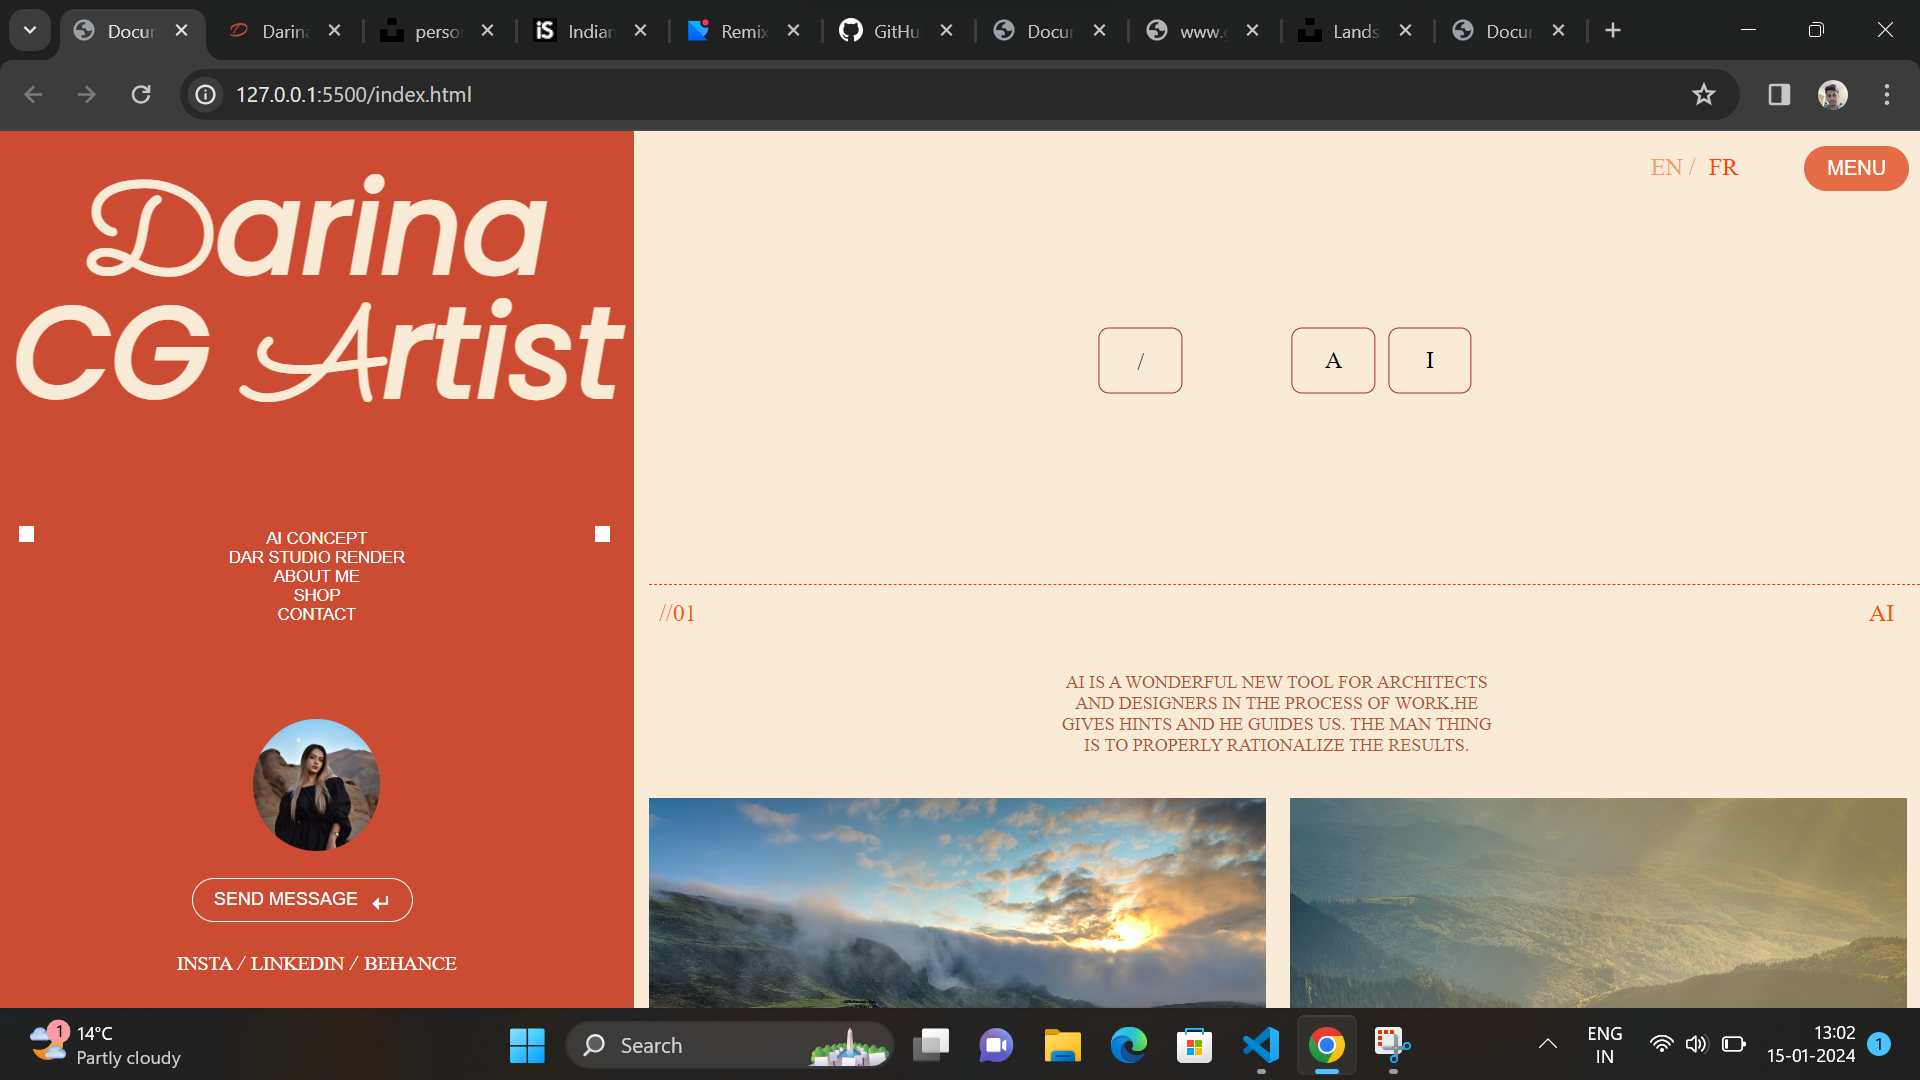 Docur
Darina
perso
iS Indian
Remix
GitHu
Docur
www.
Lands
Docur
127.0.0.1:5500/index.html
Darina
CG Artist
EN / FR
MENU
/ A I
AI CONCEPT
DAR STUDIO RENDER
ABOUT ME
SHOP
CONTACT
SEND MESSAGE
INSTA / LINKEDIN / BEHANCE
//01
AI
AI IS A WONDERFUL NEW TOOL FOR ARCHITECTS
AND DESIGNERS IN THE PROCESS OF WORK,HE
GIVES HINTS AND HE GUIDES US. THE MAN THING
IS TO PROPERLY RATIONALIZE THE RESULTS.
1
14°C
Partly cloudy
Search
ENG
IN
13:02
15-01-2024
1